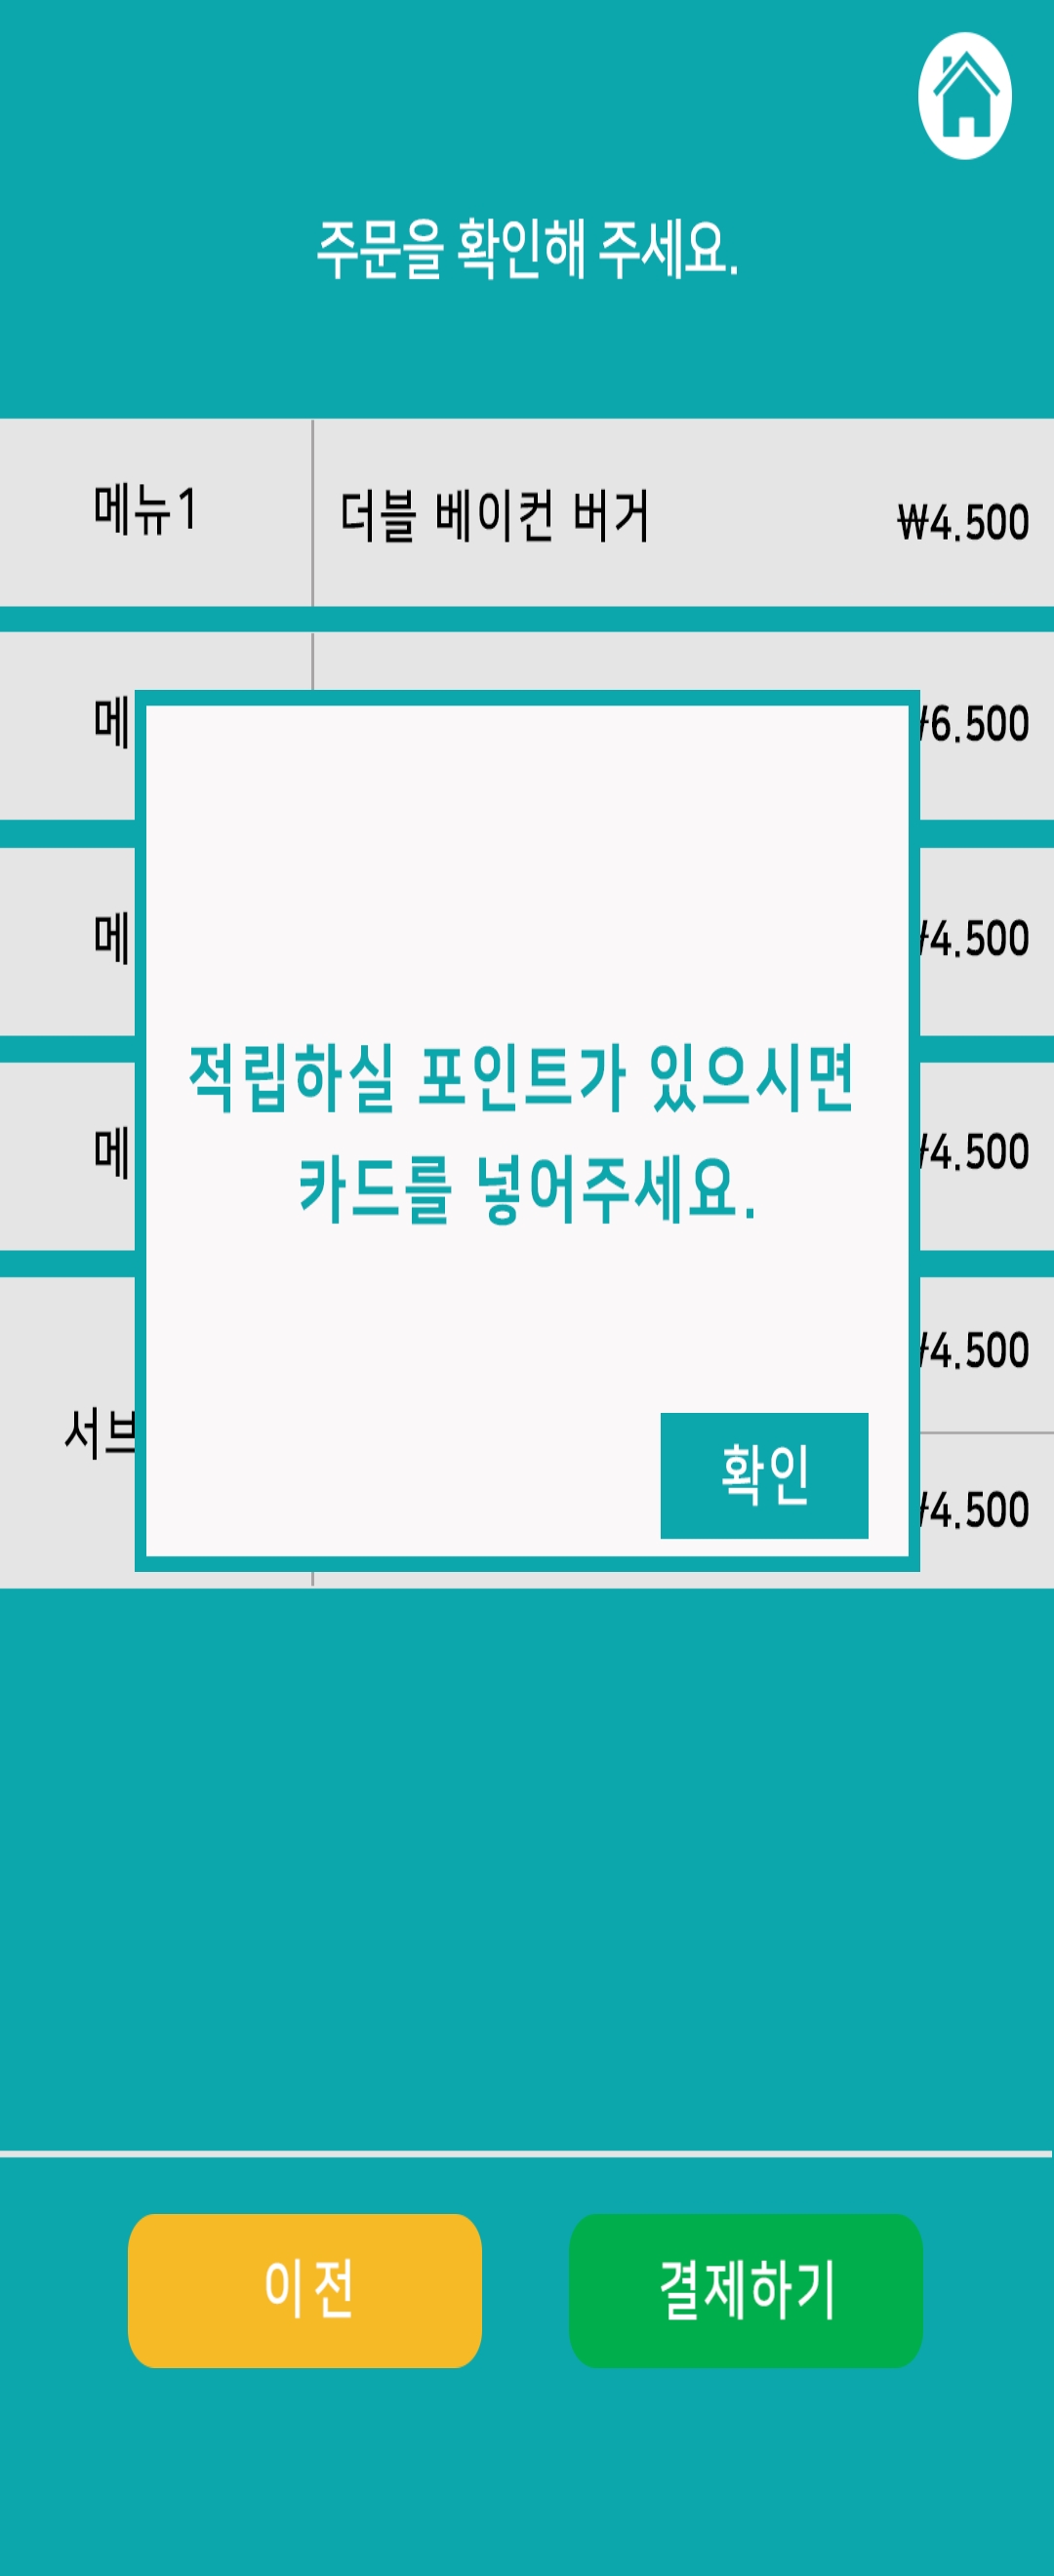 주문을 확인해 주세요.
메뉴1 더블 베이컨 버거 ₩4.500
메 6.500
메 4.500
메 4.500
4.500
서브
4.500
적립하실 포인트가 있으시면
카드를 넣어주세요.
확인
이전 결제하기